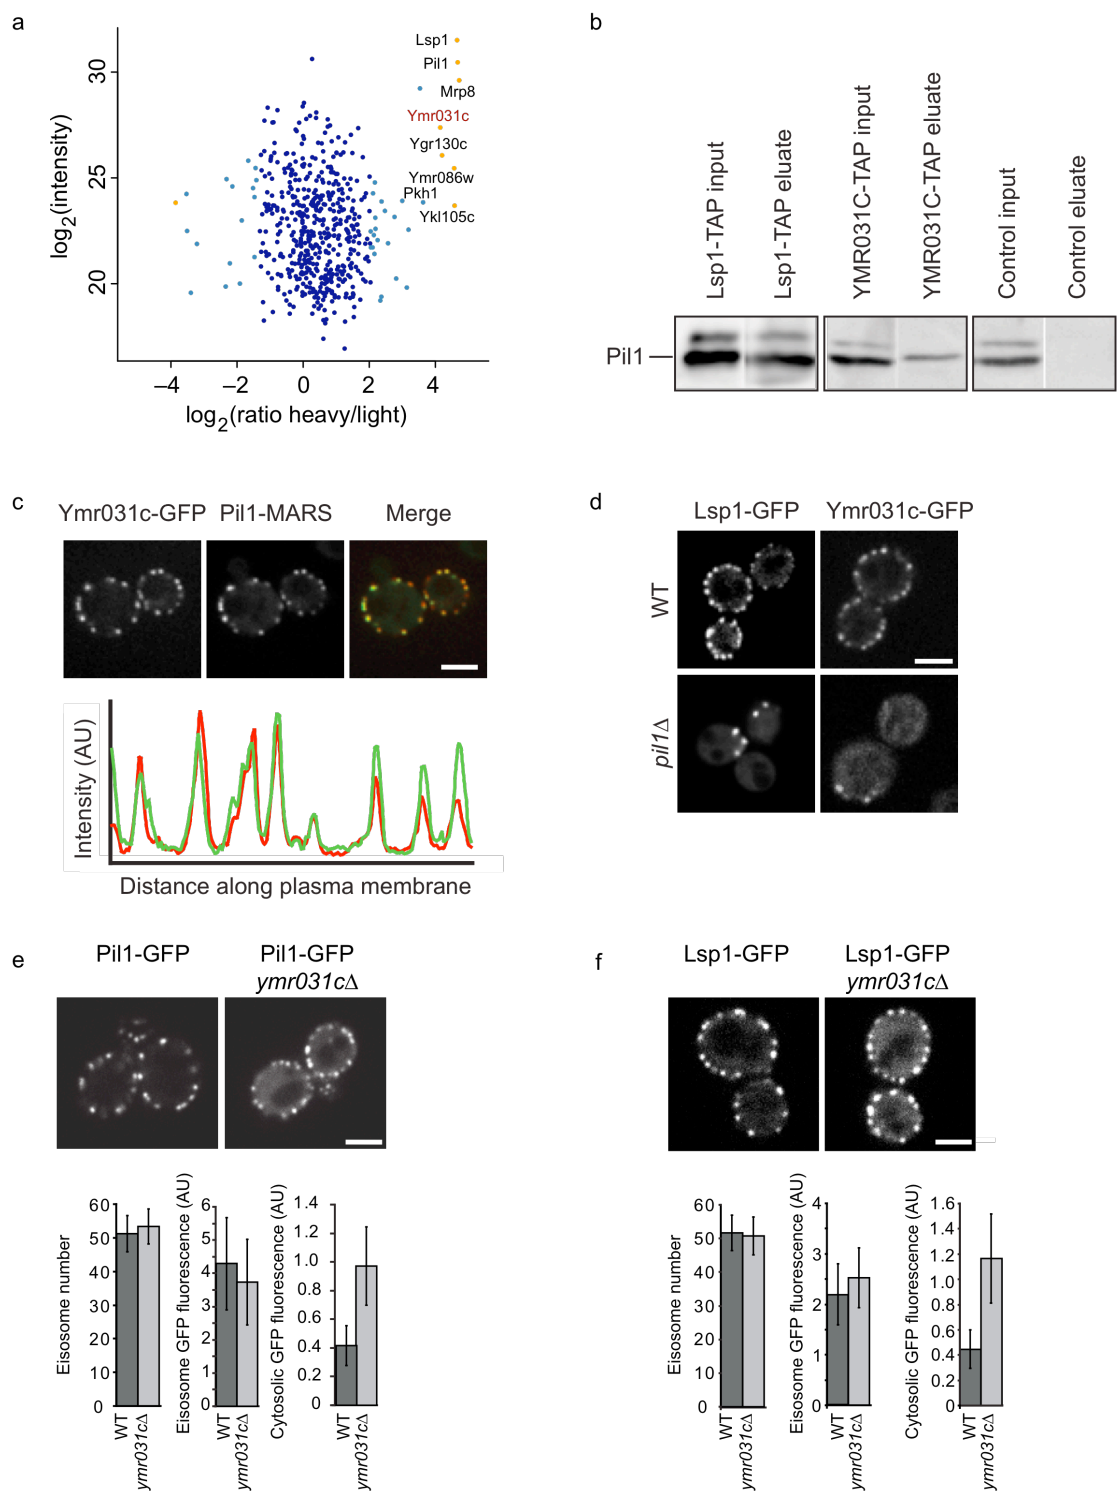 a
log2(intensity)
30
25
20
Lsp1
Pil1
Mrp8
Ymr031c
Ygr130c
Ymr086w
Pkh1
Ykl105c
–4
–2
0
2
4
log2(ratio heavy/light)
b
Lsp1-TAP input
Lsp1-TAP eluate
YMR031C-TAP input
YMR031C-TAP eluate
Control input
Control eluate
Pil1
c
Ymr031c-GFP
Pil1-MARS
Merge
Intensity (AU)
Distance along plasma membrane
d
Lsp1-GFP
Ymr031c-GFP
WT
pil1Δ
e
Pil1-GFP
Pil1-GFP
ymr031cΔ
Eisosome number
60
50
40
30
20
10
0
WT
ymr031cΔ
Eisosome GFP fluorescence (AU)
6
5
4
3
2
1
0
WT
ymr031cΔ
Cytosolic GFP fluorescence (AU)
1.4
1.2
1.0
0.8
0.6
0.4
0.2
0
WT
ymr031cΔ
f
Lsp1-GFP
Lsp1-GFP
ymr031cΔ
Eisosome number
60
50
40
30
20
10
0
WT
ymr031cΔ
Eisosome GFP fluorescence (AU)
4
3
2
1
0
WT
ymr031cΔ
Cytosolic GFP fluorescence (AU)
1.6
1.4
1.2
1.0
0.8
0.6
0.4
0.2
0
WT
ymr031cΔ